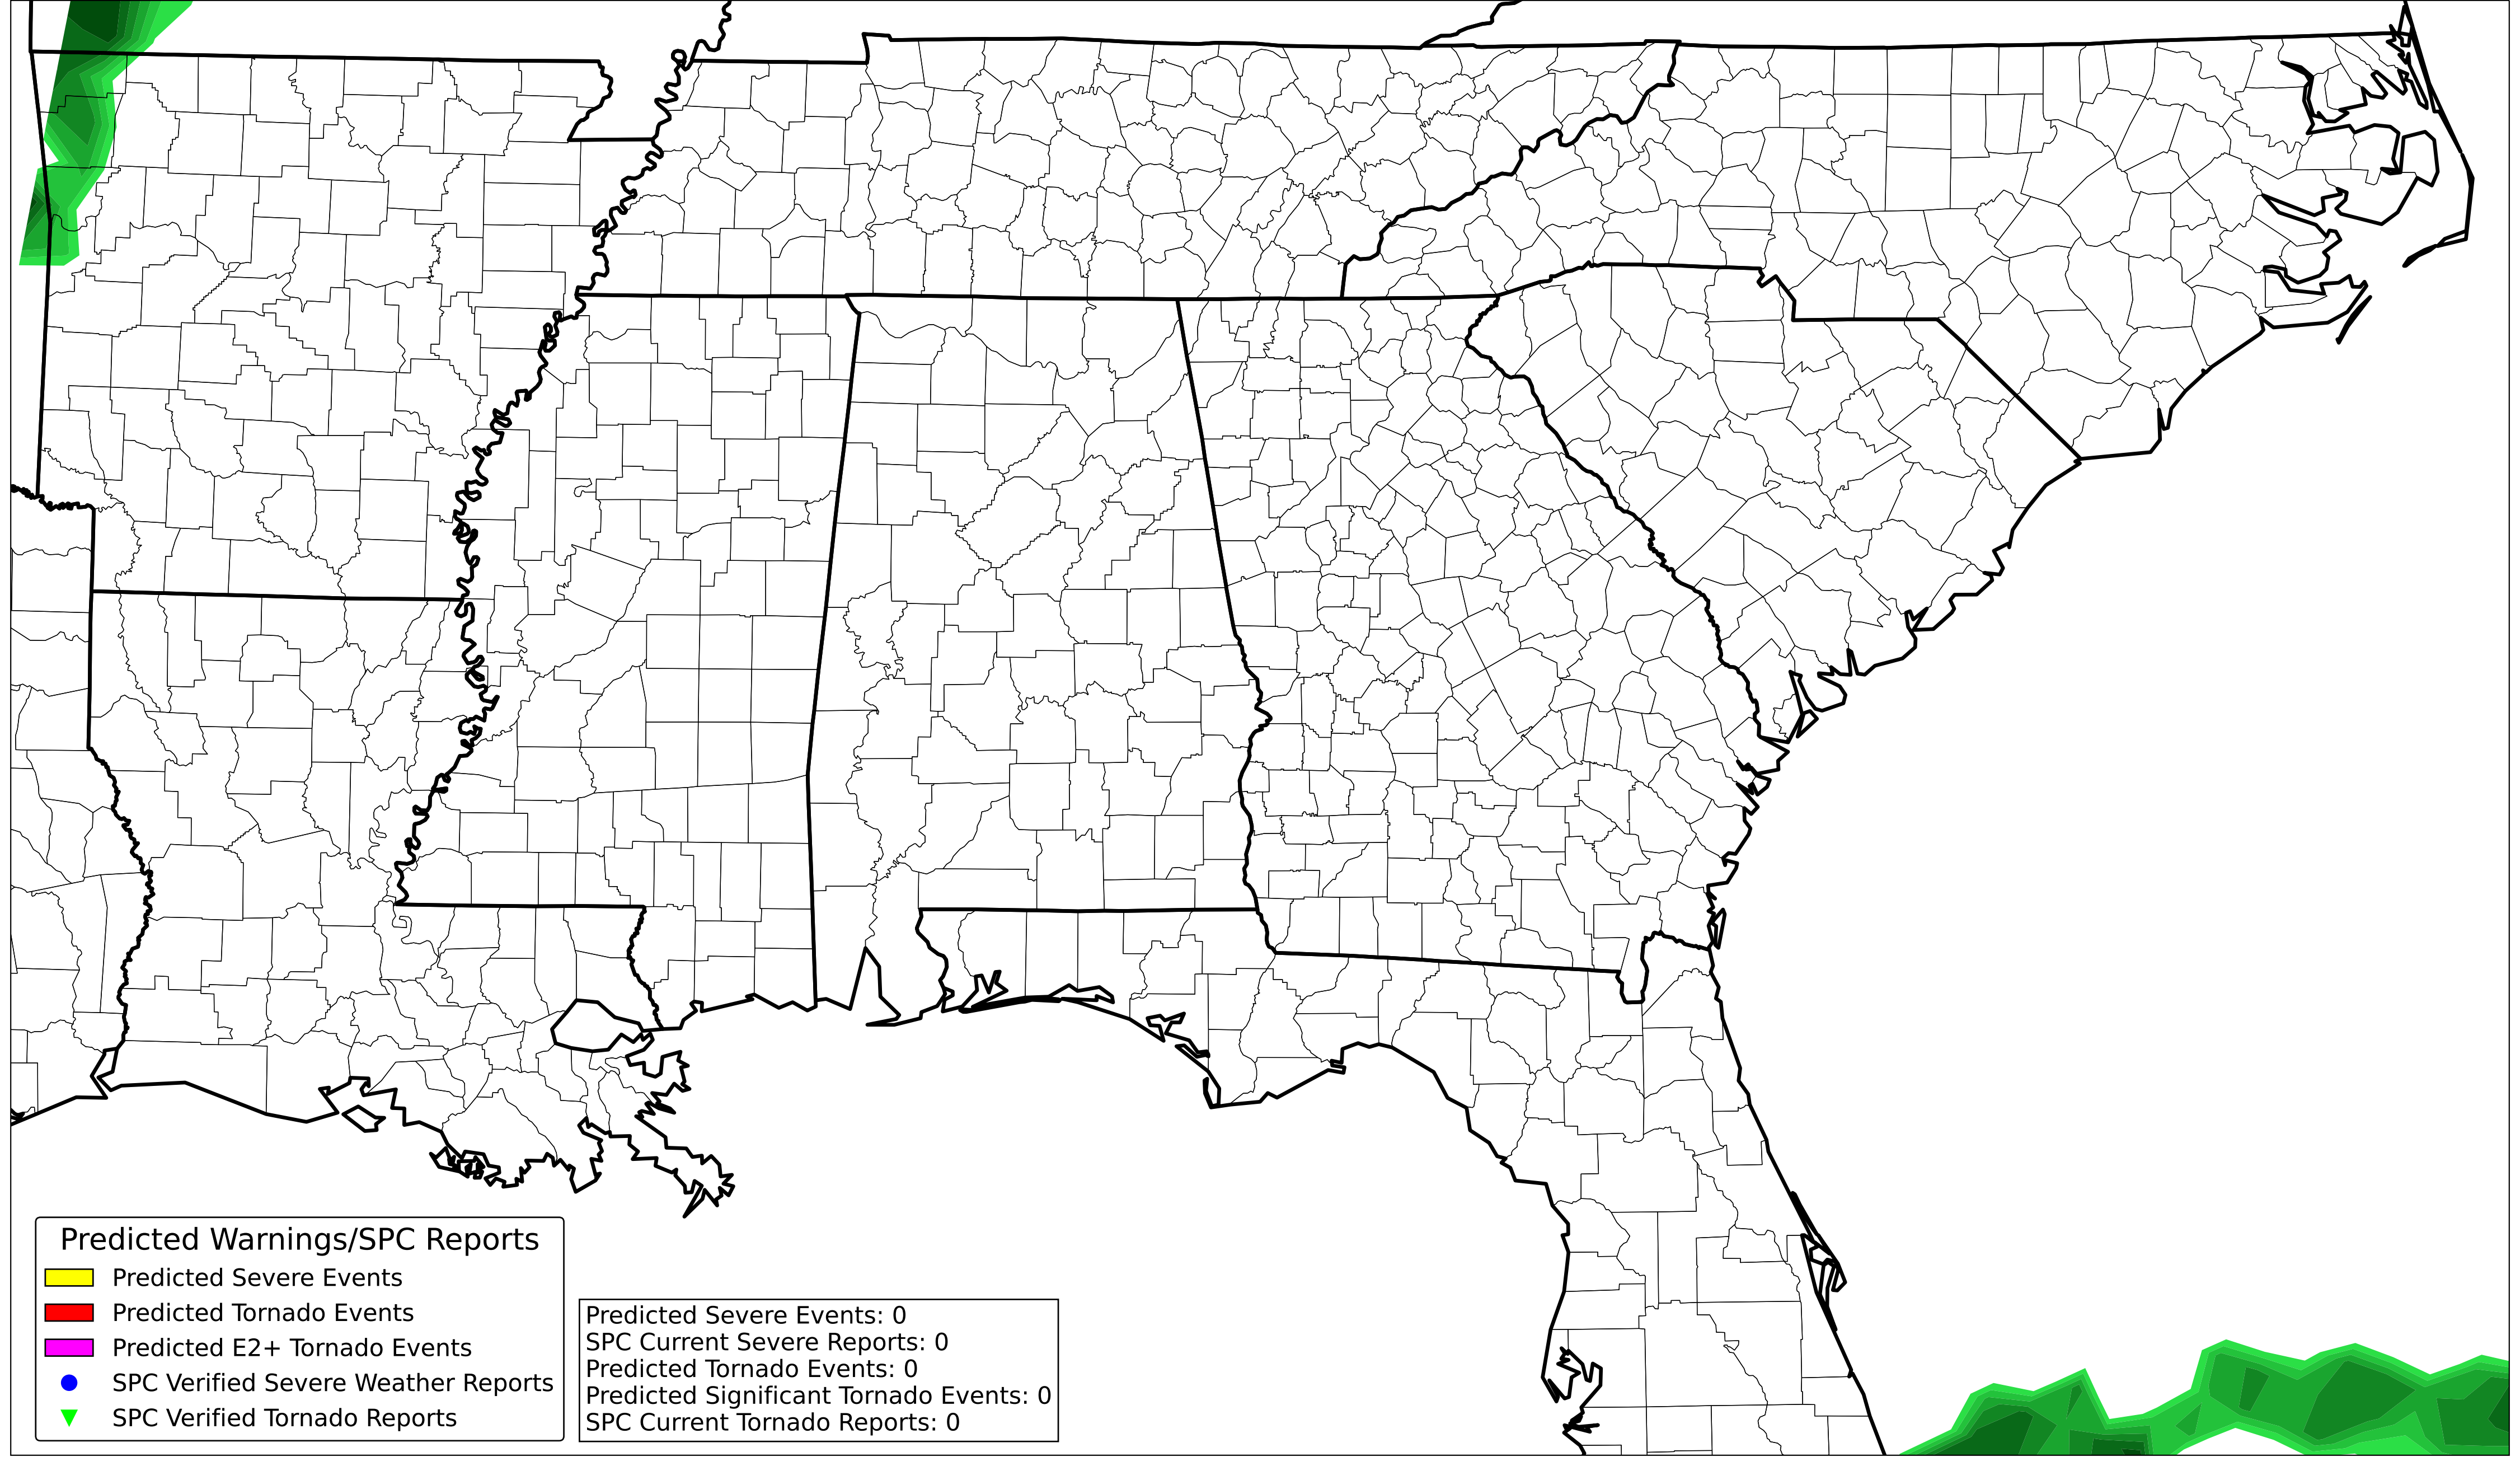 Predicted Warnings/SPC Reports
Predicted Severe Events
Predicted Tornado Events
Predicted E2+ Tornado Events
SPC Verified Severe Weather Reports
SPC Verified Tornado Reports
Predicted Severe Events: 0
SPC Current Severe Reports: 0
Predicted Tornado Events: 0
Predicted Significant Tornado Events: 0
SPC Current Tornado Reports: 0